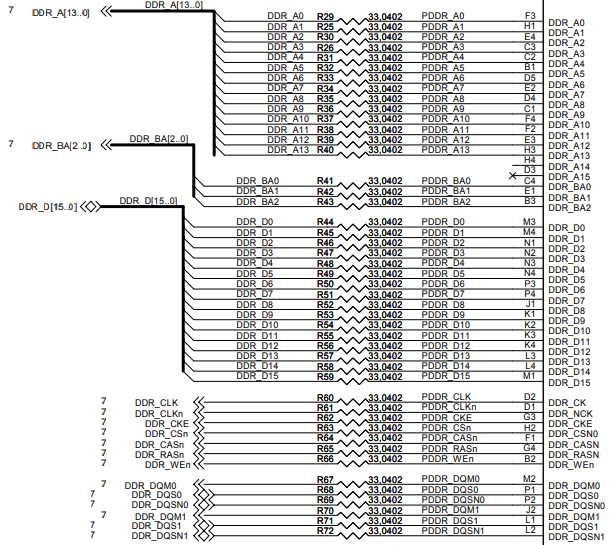 7 DDR_A[13..0] DDR_A[13..0]
DDR_A0 R29 33,0402 PDDR_A0 F3 DDR_A0
DDR_A1 R25 33,0402 PDDR_A1 H1 DDR_A1
DDR_A2 R30 33,0402 PDDR_A2 E4 DDR_A2
DDR_A3 R26 33,0402 PDDR_A3 C3 DDR_A3
DDR_A4 R31 33,0402 PDDR_A4 C2 DDR_A4
DDR_A5 R32 33,0402 PDDR_A5 B1 DDR_A5
DDR_A6 R33 33,0402 PDDR_A6 D5 DDR_A6
DDR_A7 R34 33,0402 PDDR_A7 E2 DDR_A7
DDR_A8 R35 33,0402 PDDR_A8 D4 DDR_A8
DDR_A9 R36 33,0402 PDDR_A9 C1 DDR_A9
DDR_A10 R37 33,0402 PDDR_A10 F4 DDR_A10
DDR_A11 R38 33,0402 PDDR_A11 F2 DDR_A11
DDR_A12 R39 33,0402 PDDR_A12 E3 DDR_A12
DDR_A13 R40 33,0402 PDDR_A13 H3 DDR_A13
H4 DDR_A14
D3 DDR_A15
7 DDR_BA[2..0] DDR_BA[2..0]
DDR_BA0 R41 33,0402 PDDR_BA0 C4 DDR_BA0
DDR_BA1 R42 33,0402 PDDR_BA1 E1 DDR_BA1
DDR_BA2 R43 33,0402 PDDR_BA2 B3 DDR_BA2
DDR_D[15..0] DDR_D[15..0]
DDR_D0 R44 33,0402 PDDR_D0 M3 DDR_D0
DDR_D1 R45 33,0402 PDDR_D1 M4 DDR_D1
DDR_D2 R46 33,0402 PDDR_D2 N1 DDR_D2
DDR_D3 R47 33,0402 PDDR_D3 N2 DDR_D3
DDR_D4 R48 33,0402 PDDR_D4 N3 DDR_D4
DDR_D5 R49 33,0402 PDDR_D5 N4 DDR_D5
DDR_D6 R50 33,0402 PDDR_D6 P3 DDR_D6
DDR_D7 R51 33,0402 PDDR_D7 P4 DDR_D7
DDR_D8 R52 33,0402 PDDR_D8 J1 DDR_D8
DDR_D9 R53 33,0402 PDDR_D9 K1 DDR_D9
DDR_D10 R54 33,0402 PDDR_D10 K2 DDR_D10
DDR_D11 R55 33,0402 PDDR_D11 K3 DDR_D11
DDR_D12 R56 33,0402 PDDR_D12 K4 DDR_D12
DDR_D13 R57 33,0402 PDDR_D13 L3 DDR_D13
DDR_D14 R58 33,0402 PDDR_D14 L4 DDR_D14
DDR_D15 R59 33,0402 PDDR_D15 M1 DDR_D15
7 DDR_CLK R60 33,0402 PDDR_CLK D2 DDR_CK
7 DDR_CLKn R61 33,0402 PDDR_CLKn D1 DDR_NCK
7 DDR_CKE R62 33,0402 PDDR_CKE G3 DDR_CKE
7 DDR_CSn R63 33,0402 PDDR_CSn H2 DDR_CSN0
7 DDR_CASn R64 33,0402 PDDR_CASn F1 DDR_CASN
7 DDR_RASn R65 33,0402 PDDR_RASn G4 DDR_RASN
7 DDR_WEn R66 33,0402 PDDR_WEn B2 DDR_WEN
7 DDR_DQM0 R67 33,0402 PDDR_DQM0 M2 DDR_DQM0
7 DDR_DQS0 R68 33,0402 PDDR_DQS0 P1 DDR_DQS0
7 DDR_DQSN0 R69 33,0402 PDDR_DQSN0 P2 DDR_DQSN0
7 DDR_DQM1 R70 33,0402 PDDR_DQM1 J2 DDR_DQM1
7 DDR_DQS1 R71 33,0402 PDDR_DQS1 L1 DDR_DQS1
7 DDR_DQSN1 R72 33,0402 PDDR_DQSN1 L2 DDR_DQSN1